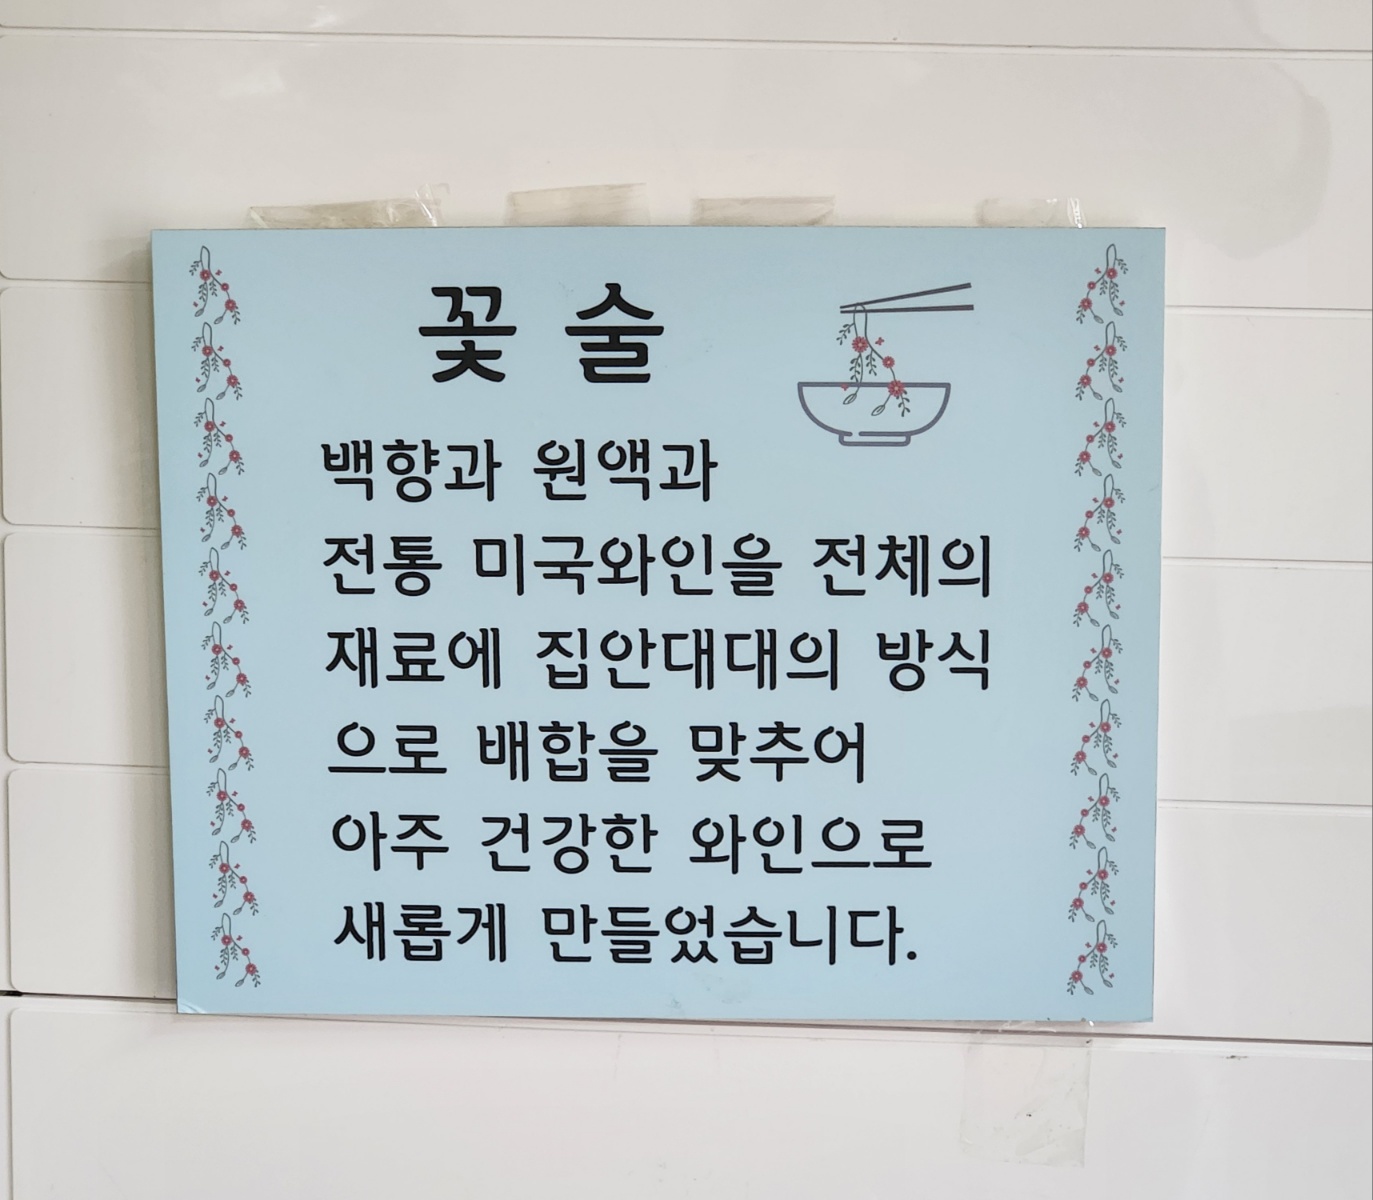 꽃 술
백향과 원액과
전통 미국와인을 전체의
재료에 집안대대의 방식
으로 배합을 맞추어
아주 건강한 와인으로
새롭게 만들었습니다.